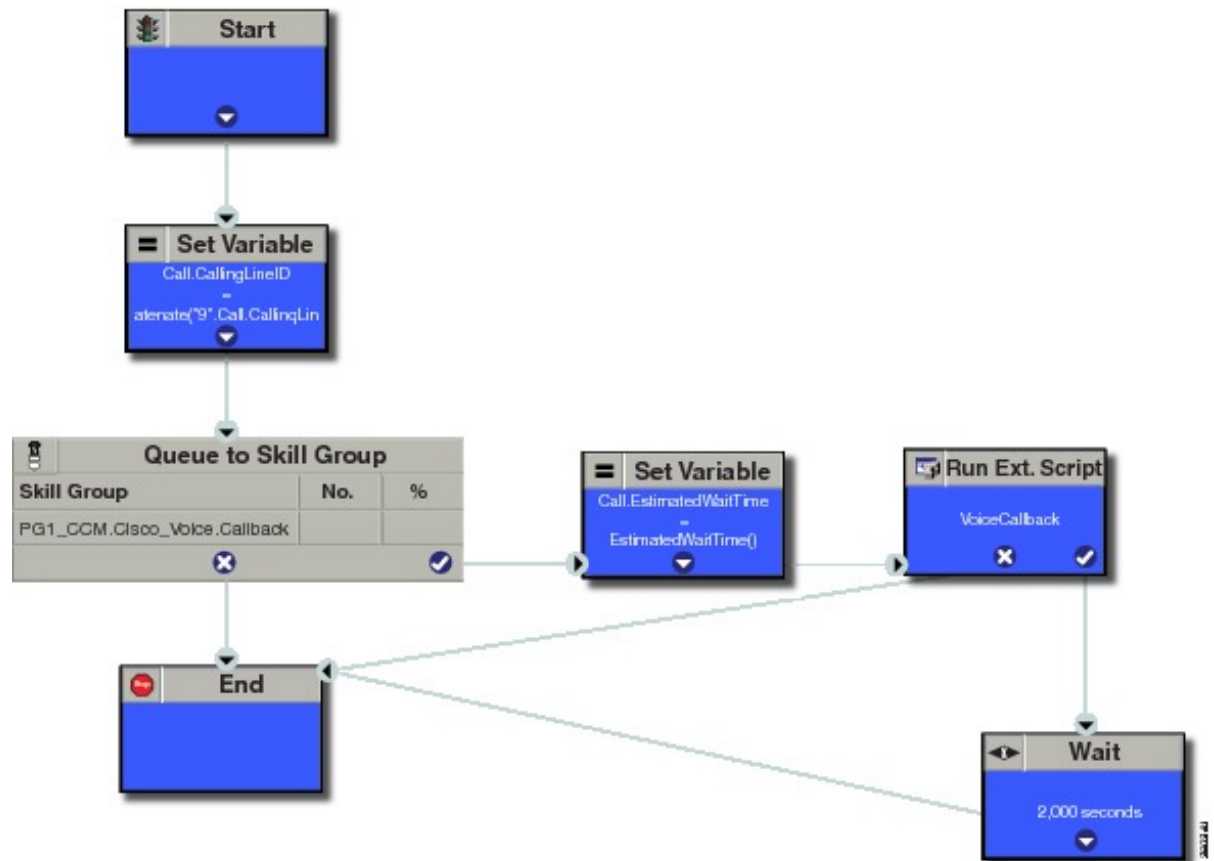 Start
Set Variable
Call.CallingLineID
=
atenate("9".Call.CallingLin
Queue to Skill Group
Skill Group No. %
PG1_CCM.Cisco_Voice.Callback
Set Variable
Call.EstimatedWaitTime
=
EstimatedWaitTime()
Run Ext. Script
VoiceCallback
End
Wait
2,000 seconds